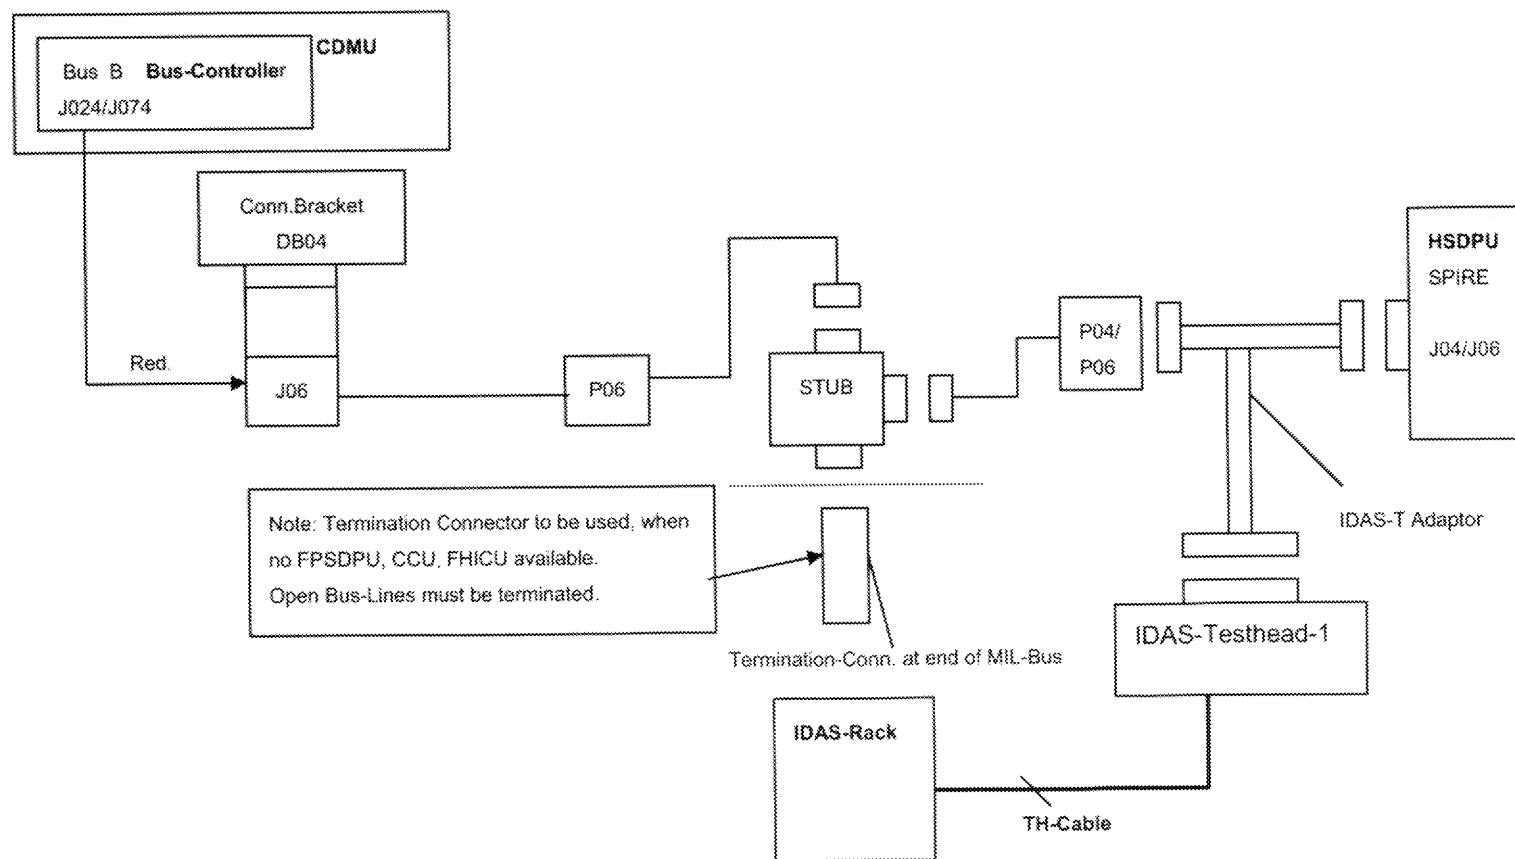 CDMU
Bus B Bus-Controller
J024/J074
Conn.Bracket
DB04
Red.
J06
P06
STUB
P04/
P06
HSDPU
SPIRE
J04/J06
IDAS-T Adaptor
Note: Termination Connector to be used, when
no FPSDPU, CCU, FHICU available.
Open Bus-Lines must be terminated.
Termination-Conn. at end of MIL-Bus
IDAS-Testhead-1
IDAS-Rack
TH-Cable